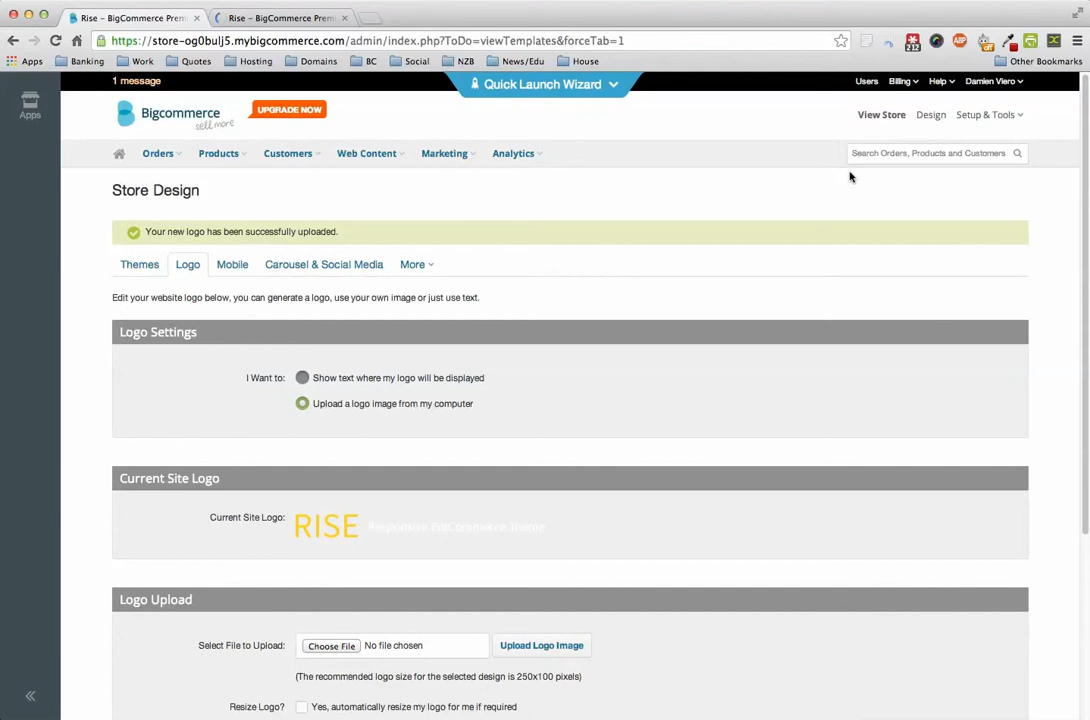 Rise – BigCommerce Premi
Rise – BigCommerce Premi
https://store-og0bulj5.mybigcommerce.com/admin/index.php?ToDo=viewTemplates&forceTab=1
212
off
Apps
Banking
Work
Quotes
Hosting
Domains
BC
Social
NZB
News/Edu
House
Other Bookmarks
1 message
Quick Launch Wizard
Users
Billing
Help
Damien Viero
Apps
Bigcommerce
sell more
UPGRADE NOW
View Store
Design
Setup & Tools
Orders
Products
Customers
Web Content
Marketing
Analytics
Search Orders, Products and Customers
Store Design
Your new logo has been successfully uploaded.
Themes
Logo
Mobile
Carousel & Social Media
More
Edit your website logo below, you can generate a logo, use your own image or just use text.
Logo Settings
I Want to:
Show text where my logo will be displayed
Upload a logo image from my computer
Current Site Logo
Current Site Logo:
RISE Responsive BigCommerce Theme
Logo Upload
Select File to Upload:
Choose File
No file chosen
Upload Logo Image
(The recommended logo size for the selected design is 250x100 pixels)
Resize Logo?
Yes, automatically resize my logo for me if required